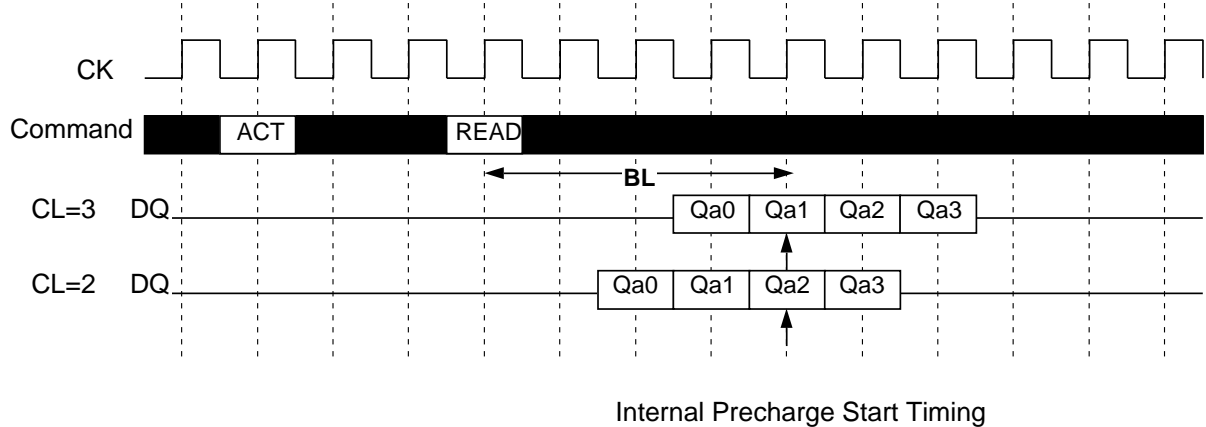 CK
Command ACT READ
BL
CL=3 DQ Qa0 Qa1 Qa2 Qa3
CL=2 DQ Qa0 Qa1 Qa2 Qa3
Internal Precharge Start Timing